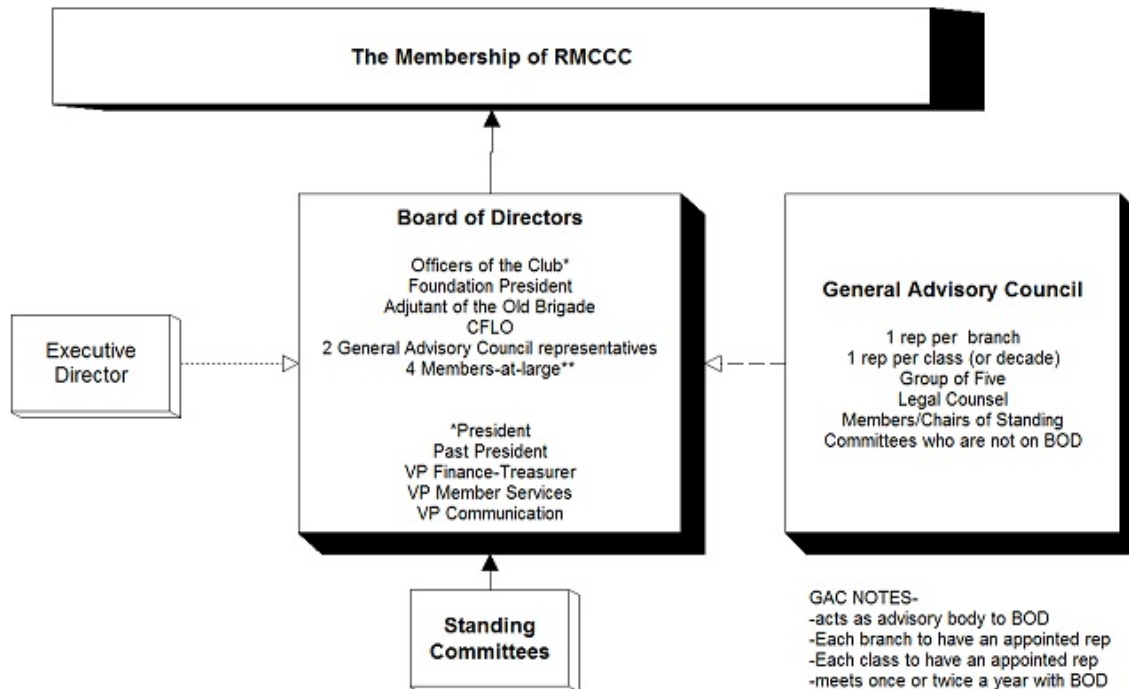 The Membership of RMCCC
Board of Directors
Officers of the Club*
Foundation President
Adjutant of the Old Brigade
CFLO
2 General Advisory Council representatives
4 Members-at-large**
*President
Past President
VP Finance-Treasurer
VP Member Services
VP Communication
General Advisory Council
1 rep per branch
1 rep per class (or decade)
Group of Five
Legal Counsel
Members/Chairs of Standing
Committees who are not on BOD
Executive
Director
Standing
Committees
GAC NOTES-
-acts as advisory body to BOD
-Each branch to have an appointed rep
-Each class to have an appointed rep
-meets once or twice a year with BOD